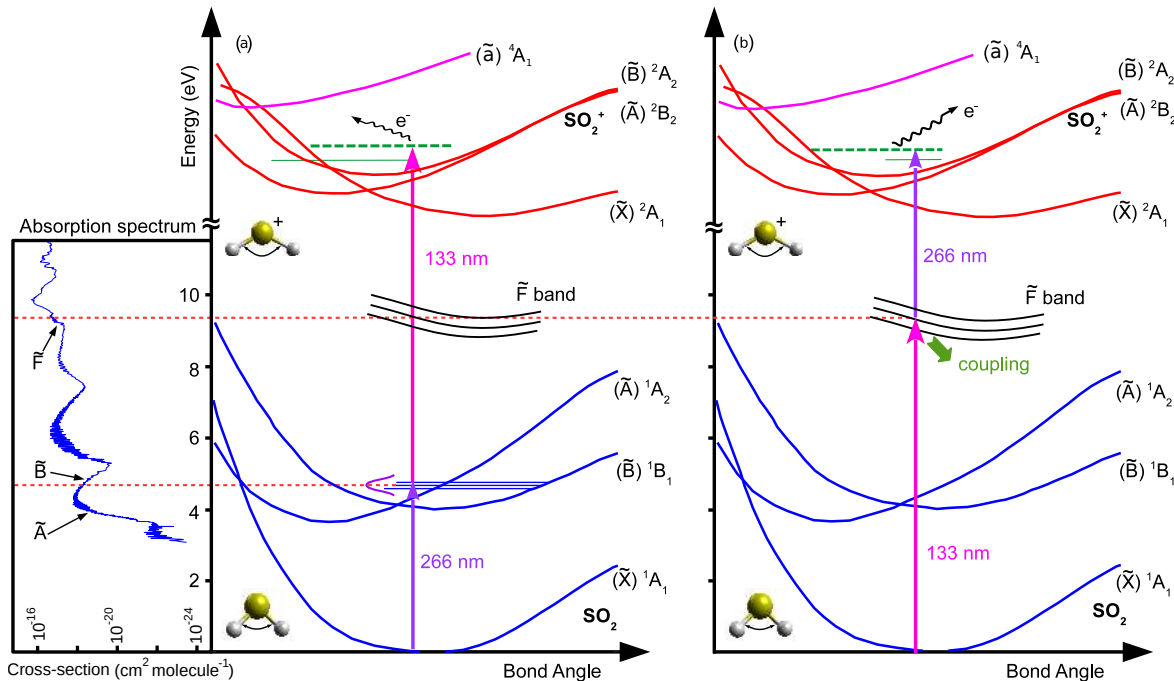 (a)
(ã) ⁴A₁
(B̃) ²A₂
(Ã) ²B₂
SO₂⁺
e⁻
(X̃) ²A₁
Energy (eV)
+
133 nm
F̃ band
10
8
6
4
2
(Ã) ¹A₂
(B̃) ¹B₁
266 nm
(X̃) ¹A₁
SO₂
Bond Angle
Absorption spectrum
F̃
B̃
Ã
10⁻¹⁶
10⁻²⁰
10⁻²⁴
Cross-section (cm² molecule⁻¹)
(b)
(ã) ⁴A₁
(B̃) ²A₂
(Ã) ²B₂
SO₂⁺
e⁻
(X̃) ²A₁
+
266 nm
F̃ band
coupling
(Ã) ¹A₂
(B̃) ¹B₁
133 nm
(X̃) ¹A₁
SO₂
Bond Angle